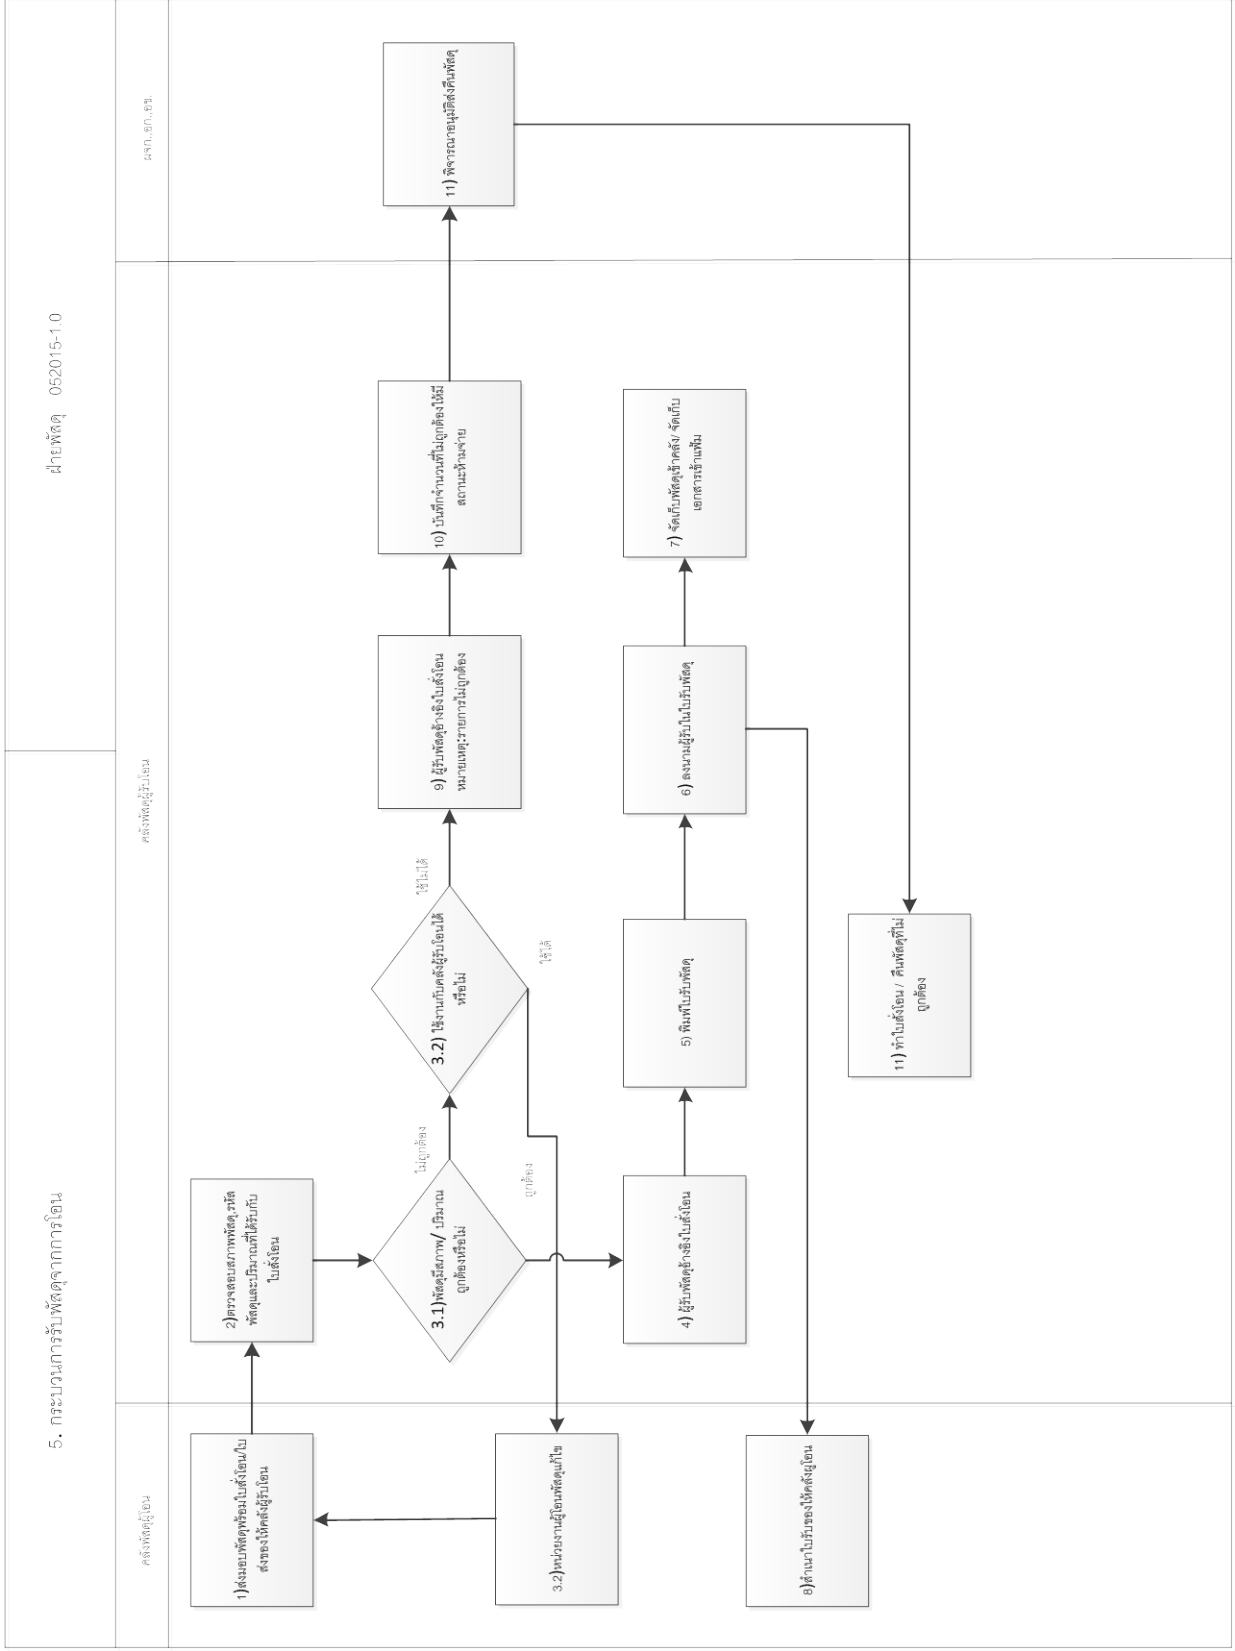 5. กระบวนการรับพัสดุจากการโอน
ฝ่ายพัสดุ 052015-1.0
คลังพัสดุผู้โอน
คลังพัสดุผู้รับโอน
ผจก.,อก.,อข.
1)ส่งมอบพัสดุพร้อมใบสั่งโอน/ใบ
ส่งของให้คลังผู้รับโอน
2)ตรวจสอบสภาพพัสดุ,รหัส
พัสดุและปริมาณที่ได้รับกับ
ใบสั่งโอน
3.1)พัสดุมีสภาพ/ ปริมาณ
ถูกต้องหรือไม่
ไม่ถูกต้อง
ถูกต้อง
3.2) ใช้งานกับคลังผู้รับโอนได้
หรือไม่
ใช้ไม่ได้
ใช้ได้
3.2)หน่วยงานผู้โอนพัสดุแก้ไข
4) ผู้รับพัสดุอ้างอิงใบสั่งโอน
5) พิมพ์ใบรับพัสดุ
6) ลงนามผู้รับในใบรับพัสดุ
7) จัดเก็บพัสดุเข้าคลัง/ จัดเก็บ
เอกสารเข้าแฟ้ม
8)สำเนาใบรับของให้คลังผู้โอน
9) ผู้รับพัสดุอ้างอิงใบสั่งโอน
หมายเหตุ:รายการไม่ถูกต้อง
10) บันทึกจำนวนที่ไม่ถูกต้องให้มี
สถานะห้ามจ่าย
11) พิจารณาอนุมัติส่งคืนพัสดุ
11) ทำใบสั่งโอน / คืนพัสดุที่ไม่
ถูกต้อง